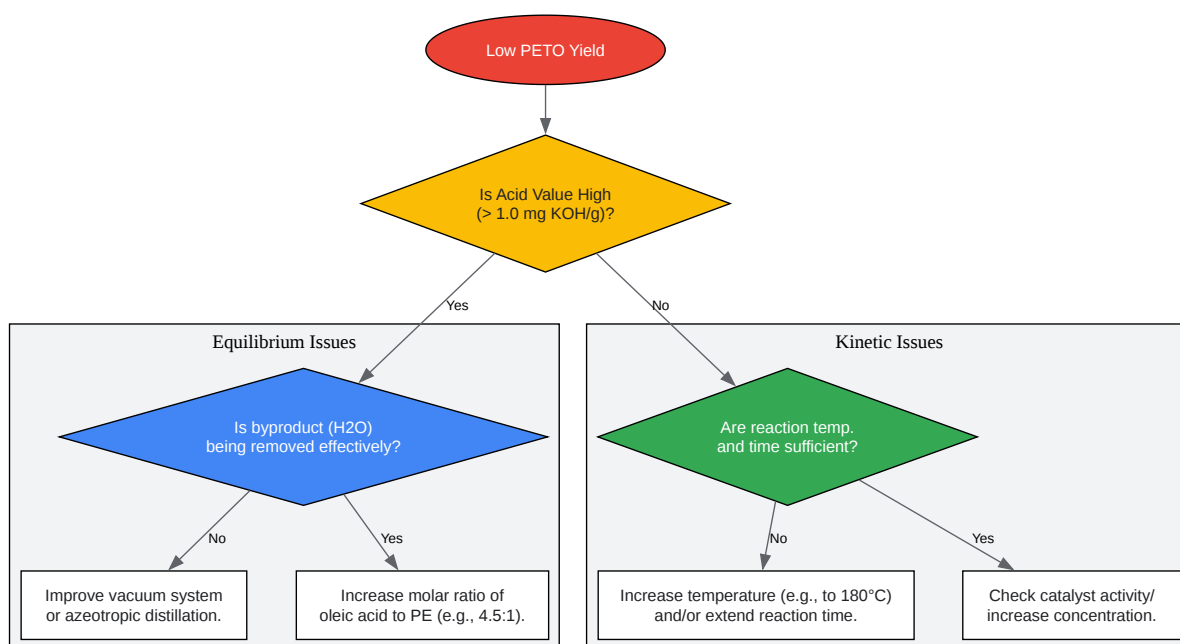 Low PETO Yield
Is Acid Value High
(> 1.0 mg KOH/g)?
Yes
No
Equilibrium Issues
Kinetic Issues
Is byproduct (H2O)
being removed effectively?
Are reaction temp.
and time sufficient?
No
Yes
No
Yes
Improve vacuum system
or azeotropic distillation.
Increase molar ratio of
oleic acid to PE (e.g., 4.5:1).
Increase temperature (e.g., to 180°C)
and/or extend reaction time.
Check catalyst activity/
increase concentration.